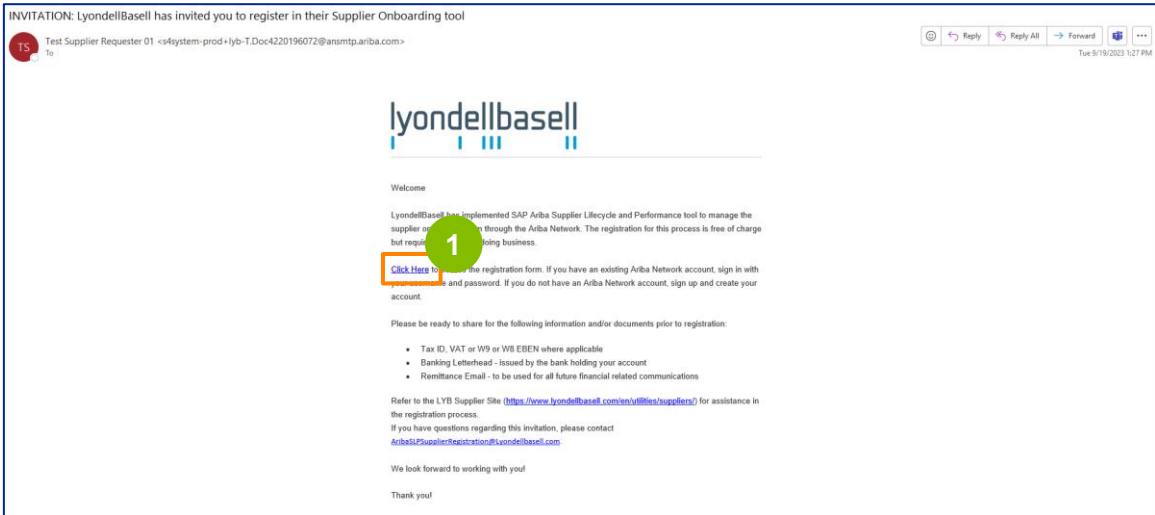 INVITATION: LyondellBasell has invited you to register in their Supplier Onboarding tool
TS
Test Supplier Requester 01 <s4system-prod+lyb-T.Doc4220196072@ansmtp.ariba.com>
To
Reply
Reply All
Forward
Tue 9/19/2023 1:27 PM
lyondellbasell
Welcome
LyondellBasell has implemented SAP Ariba Supplier Lifecycle and Performance tool to manage the
supplier through the Ariba Network. The registration for this process is free of charge
but doing business.
1
Click Here the registration form. If you have an existing Ariba Network account, sign in with
your username and password. If you do not have an Ariba Network account, sign up and create your
account.
Please be ready to share for the following information and/or documents prior to registration:
• Tax ID, VAT or W9 or W8 EBEN where applicable
• Banking Letterhead - issued by the bank holding your account
• Remittance Email - to be used for all future financial related communications
Refer to the LYB Supplier Site (https://www.lyondellbasell.com/en/utilities/suppliers/) for assistance in
the registration process.
If you have questions regarding this invitation, please contact
AribaSLPSupplierRegistration@Lyondellbasell.com.
We look forward to working with you!
Thank you!